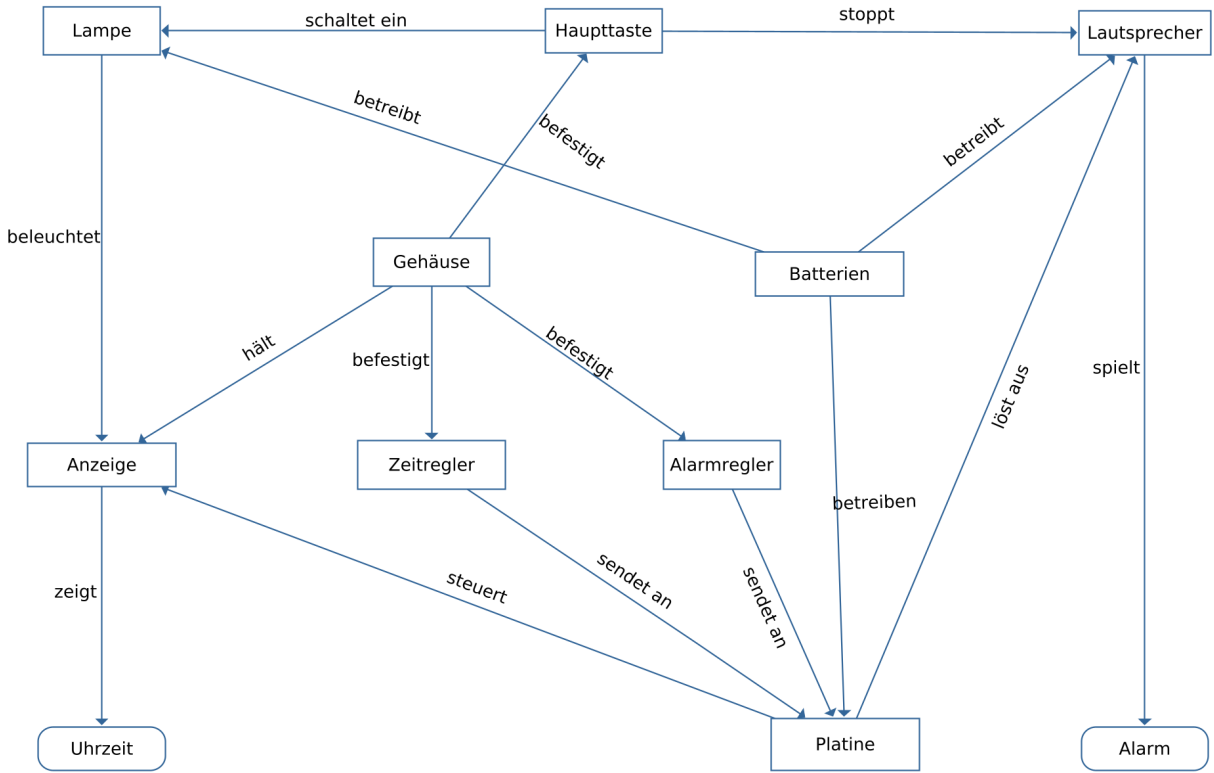 Lampe
schaltet ein
Haupttaste
stoppt
Lautsprecher
betreibt
befestigt
betreibt
beleuchtet
Gehäuse
Batterien
hält
befestigt
befestigt
spielt
löst aus
Anzeige
Zeitregler
Alarmregler
betreiben
zeigt
steuert
sendet an
sendet an
Uhrzeit
Platine
Alarm